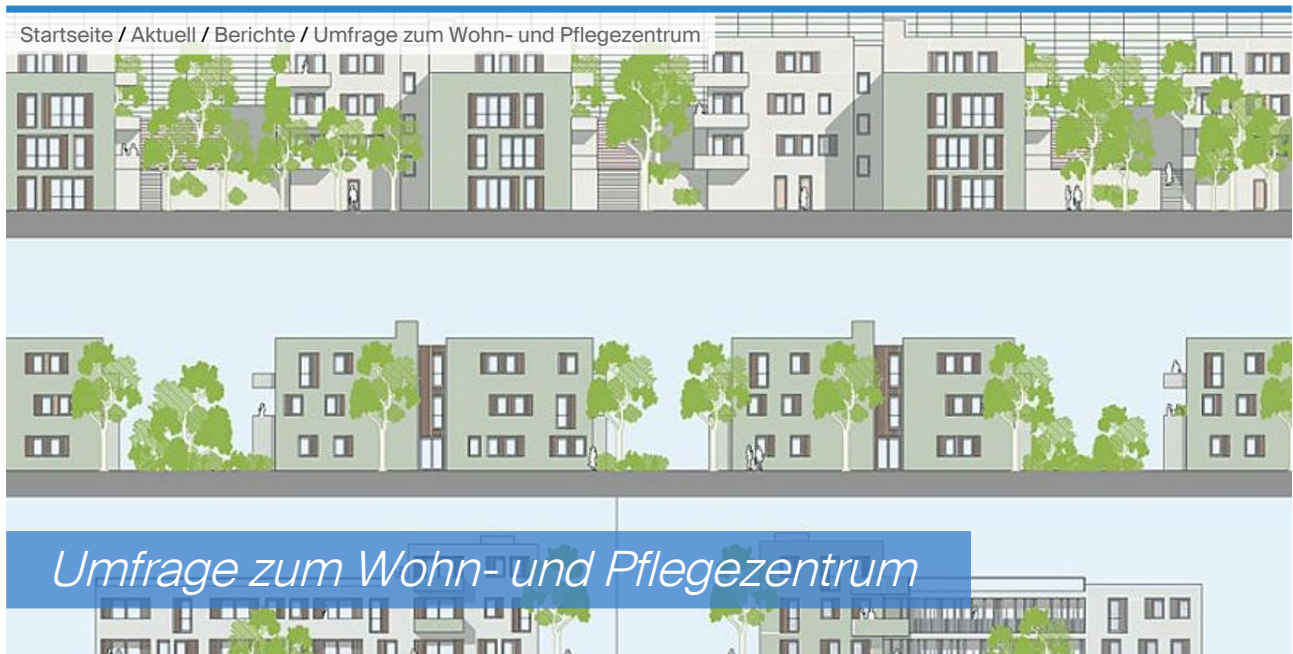 Startseite / Aktuell / Berichte / Umfrage zum Wohn- und Pflegezentrum
Umfrage zum Wohn- und Pflegezentrum